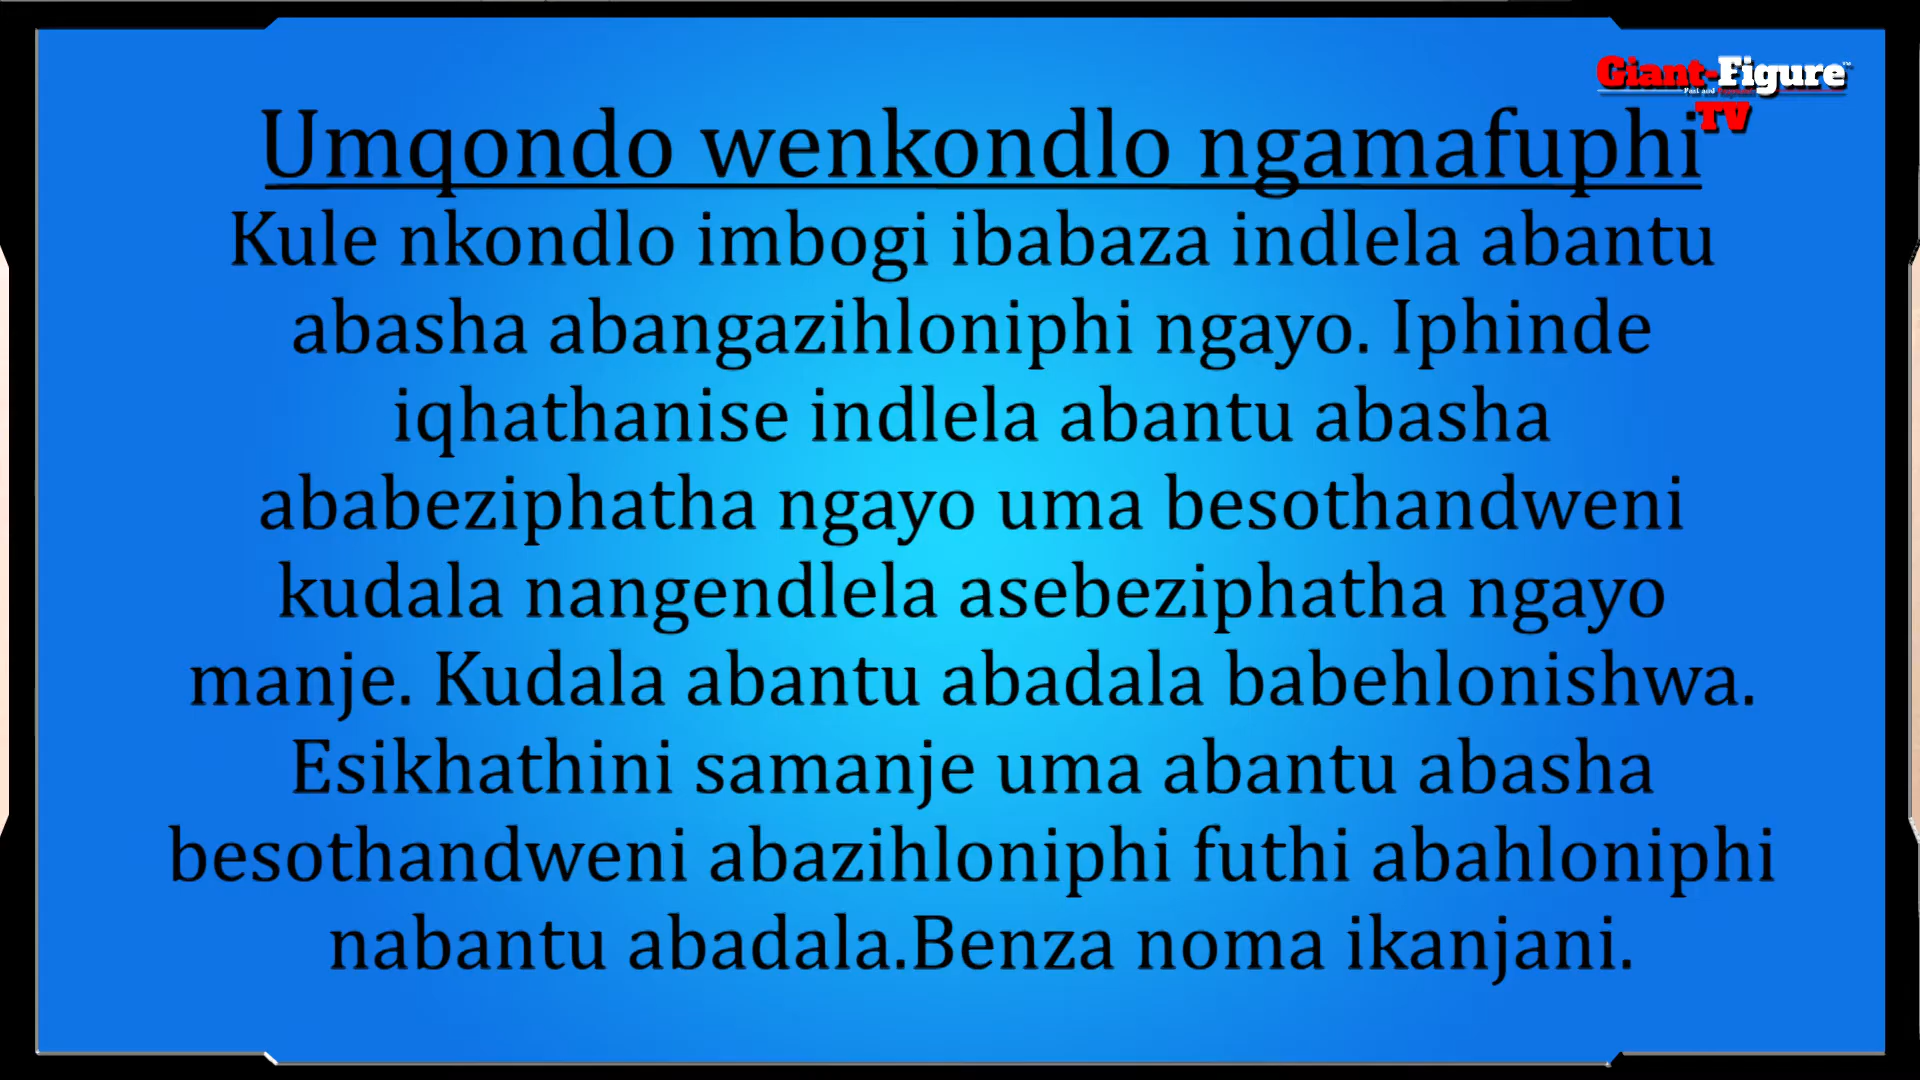 Giant-Figure
TV
Umqondo wenkondlo ngamafuphi
Kule nkondlo imbogi ibabaza indlela abantu
abasha abangazihloniphi ngayo. Iphinde
iqhathanise indlela abantu abasha
ababeziphatha ngayo uma besothandweni
kudala nangendlela asebeziphatha ngayo
manje. Kudala abantu abadala babehlonishwa.
Esikhathini samanje uma abantu abasha
besothandweni abazihloniphi futhi abahloniphi
nabantu abadala.Benza noma ikanjani.